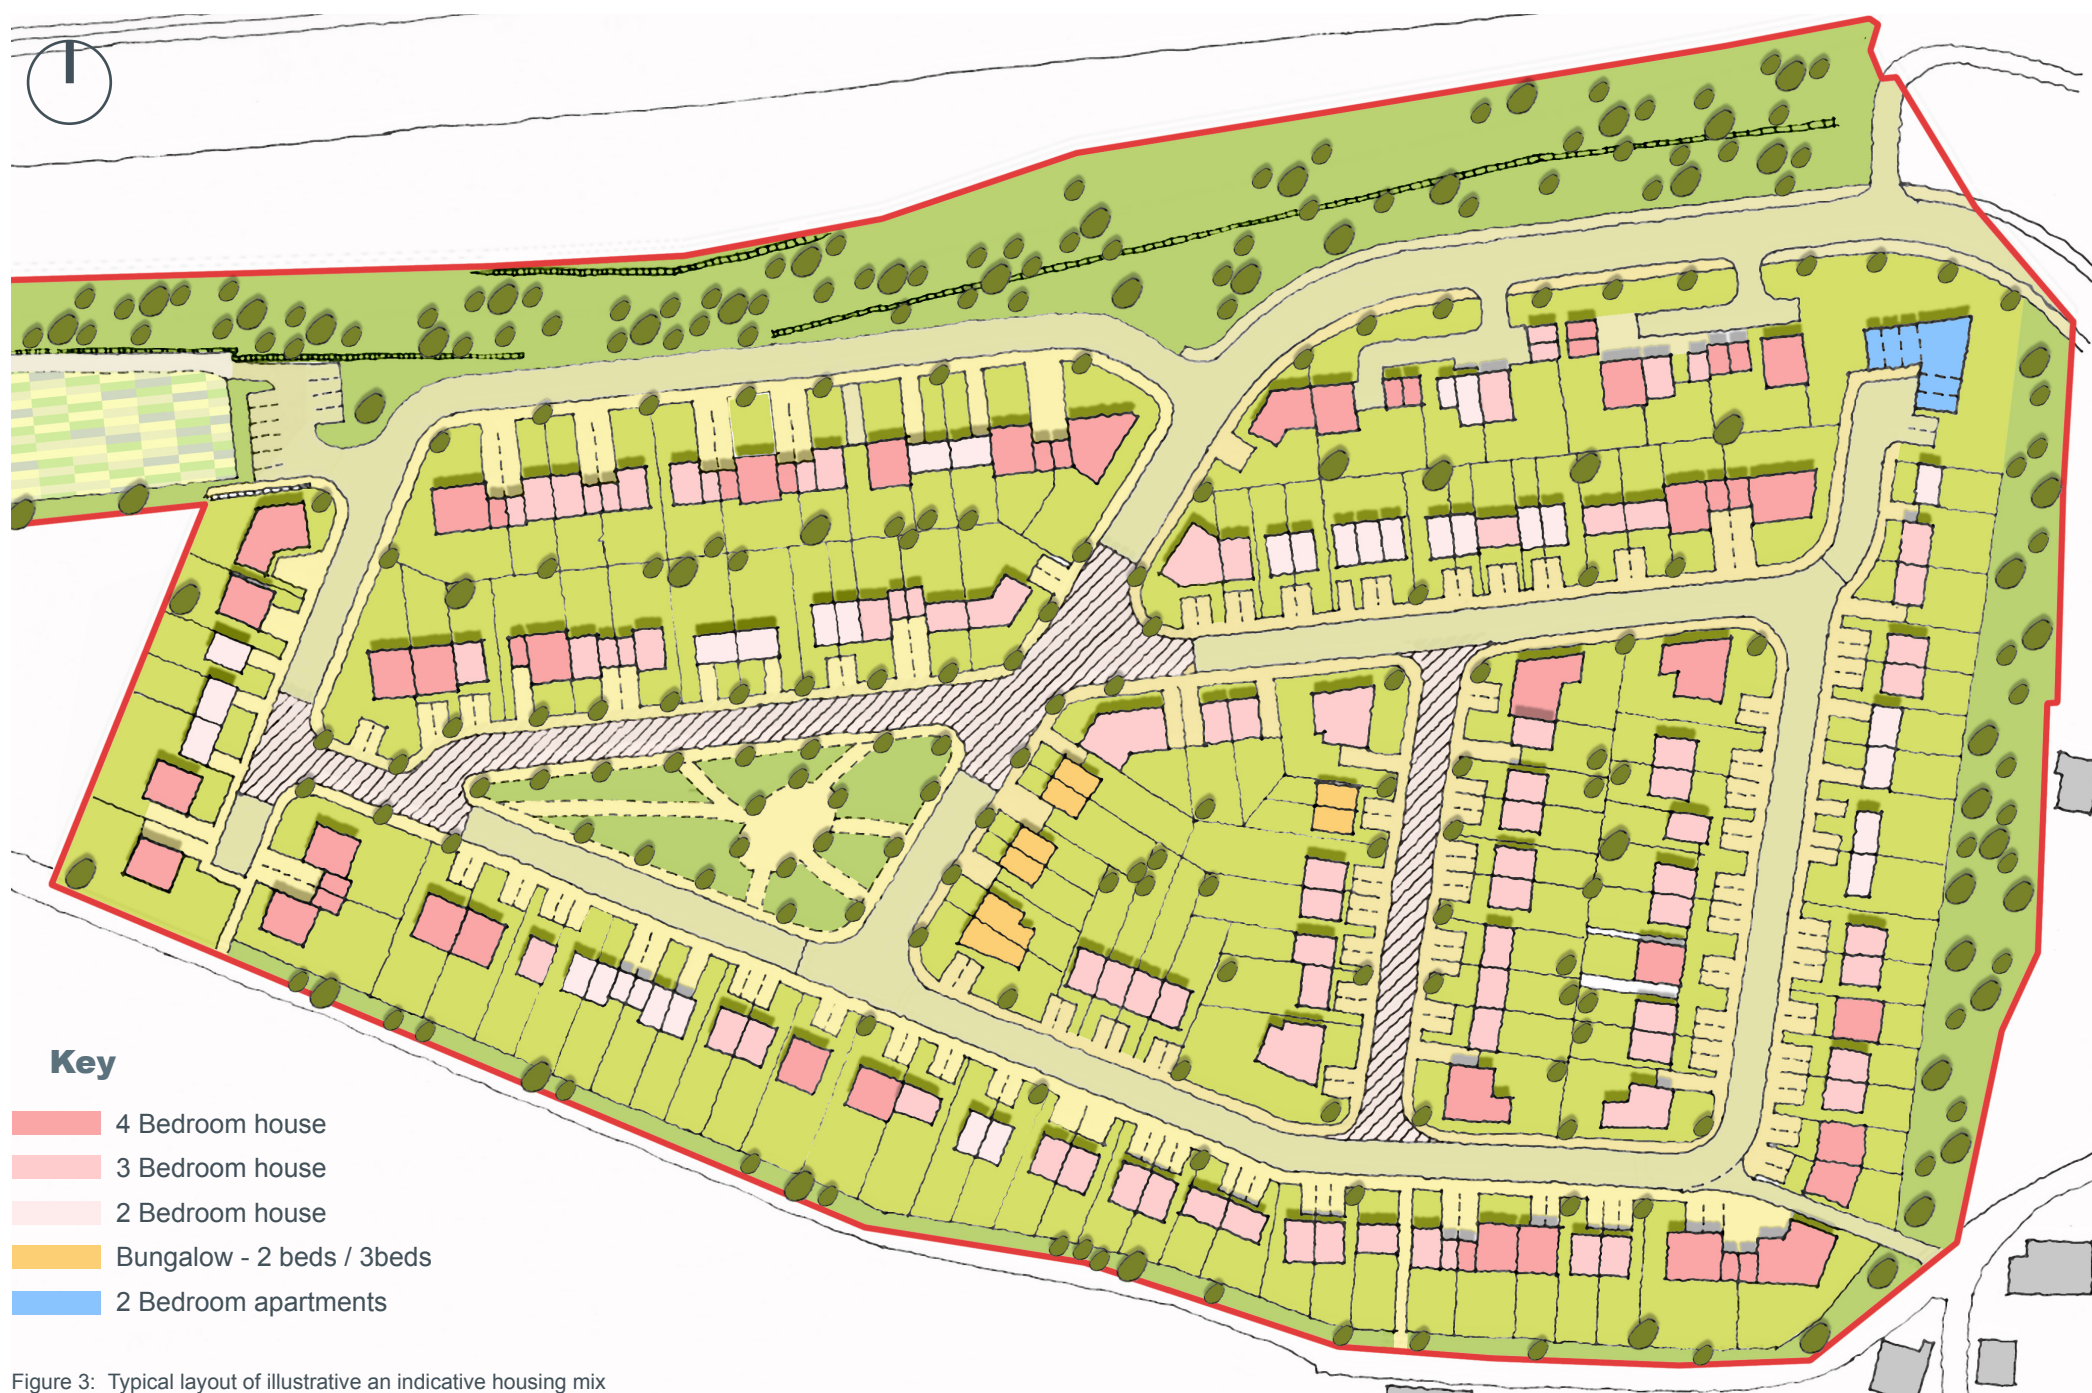 Key
4 Bedroom house
3 Bedroom house
2 Bedroom house
Bungalow - 2 beds / 3beds
2 Bedroom apartments
Figure 3: Typical layout of illustrative an indicative housing mix